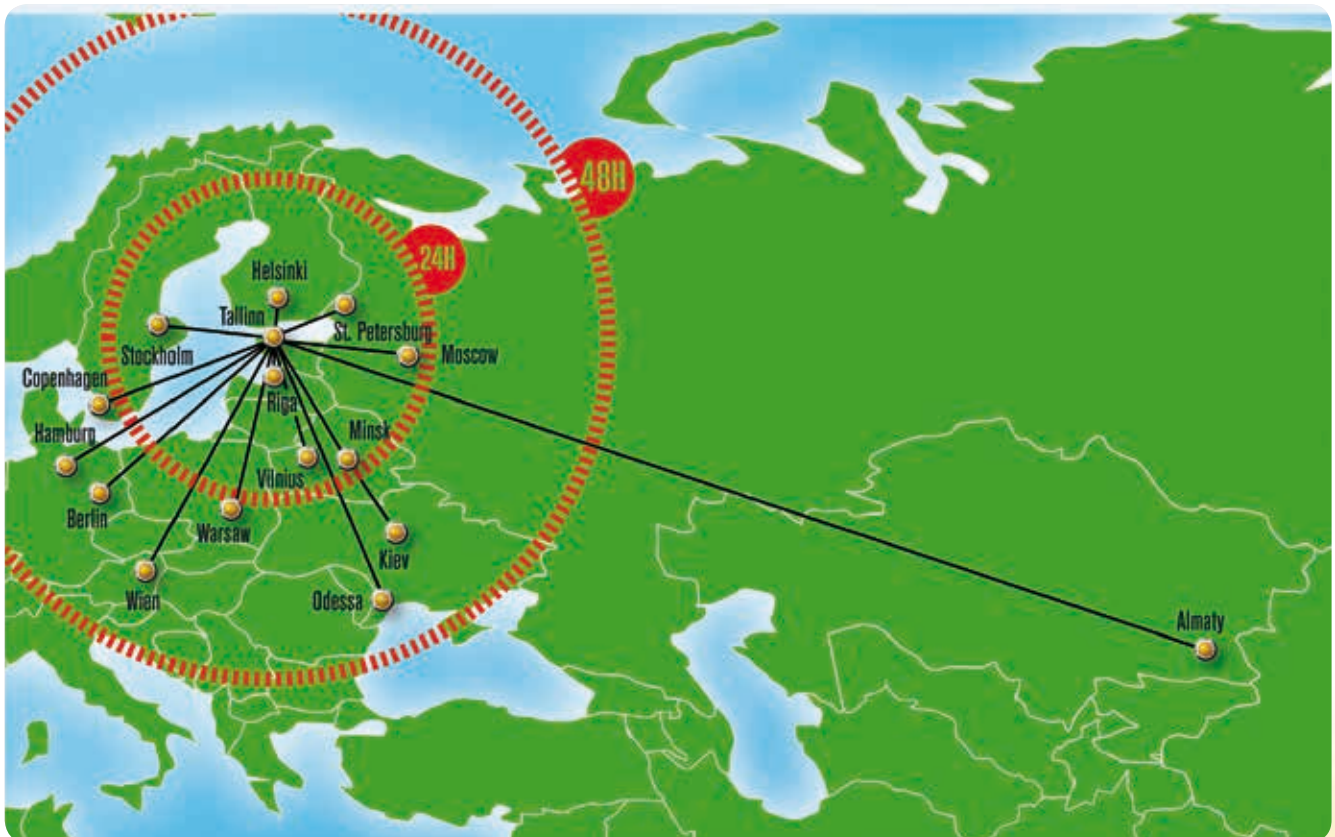 48H
24H
Helsinki
Tallinn
St. Petersburg
Stockholm
Moscow
Copenhagen
Riga
Hamburg
Minsk
Vilnius
Berlin
Warsaw
Kiev
Wien
Odessa
Almaty